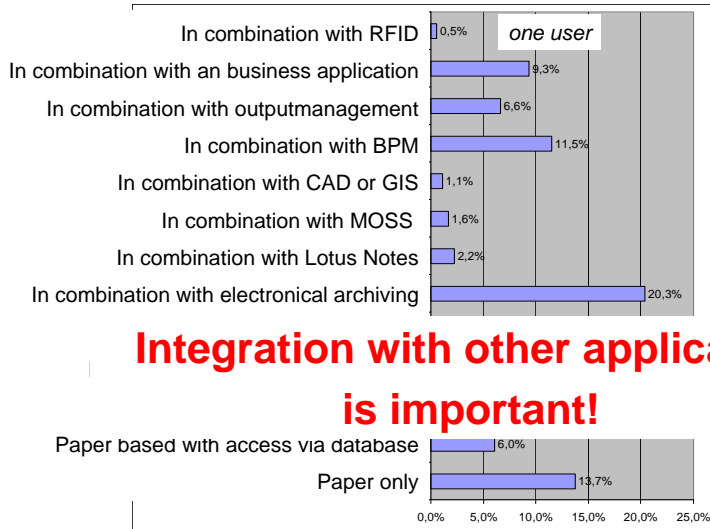 In combination with RFID 0,5% one user
In combination with an business application 9,3%
In combination with outputmanagement 6,6%
In combination with BPM 11,5%
In combination with CAD or GIS 1,1%
In combination with MOSS 1,6%
In combination with Lotus Notes 2,2%
In combination with electronical archiving 20,3%
Integration with other applica
is important!
Paper based with access via database 6,0%
Paper only 13,7%
0,0% 5,0% 10,0% 15,0% 20,0% 25,0%